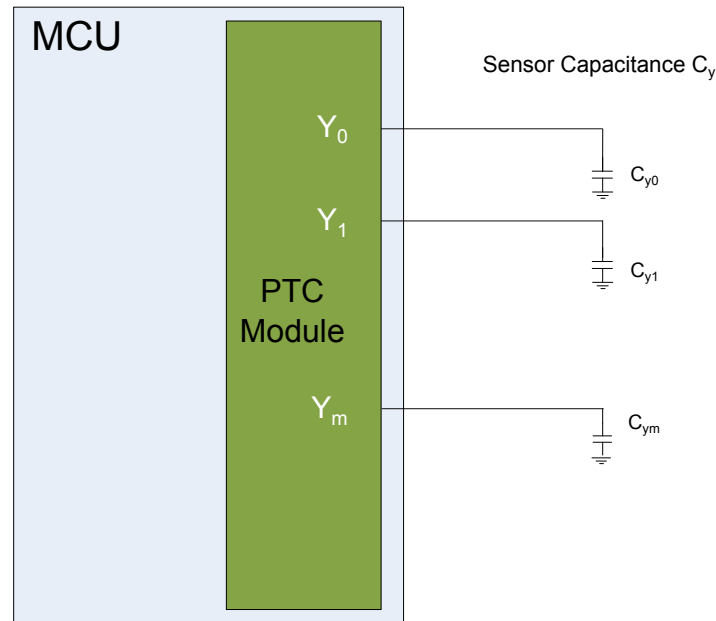 MCU
Sensor Capacitance Cy
Y0
Cy0
Y1
Cy1
PTC
Module
Ym
Cym